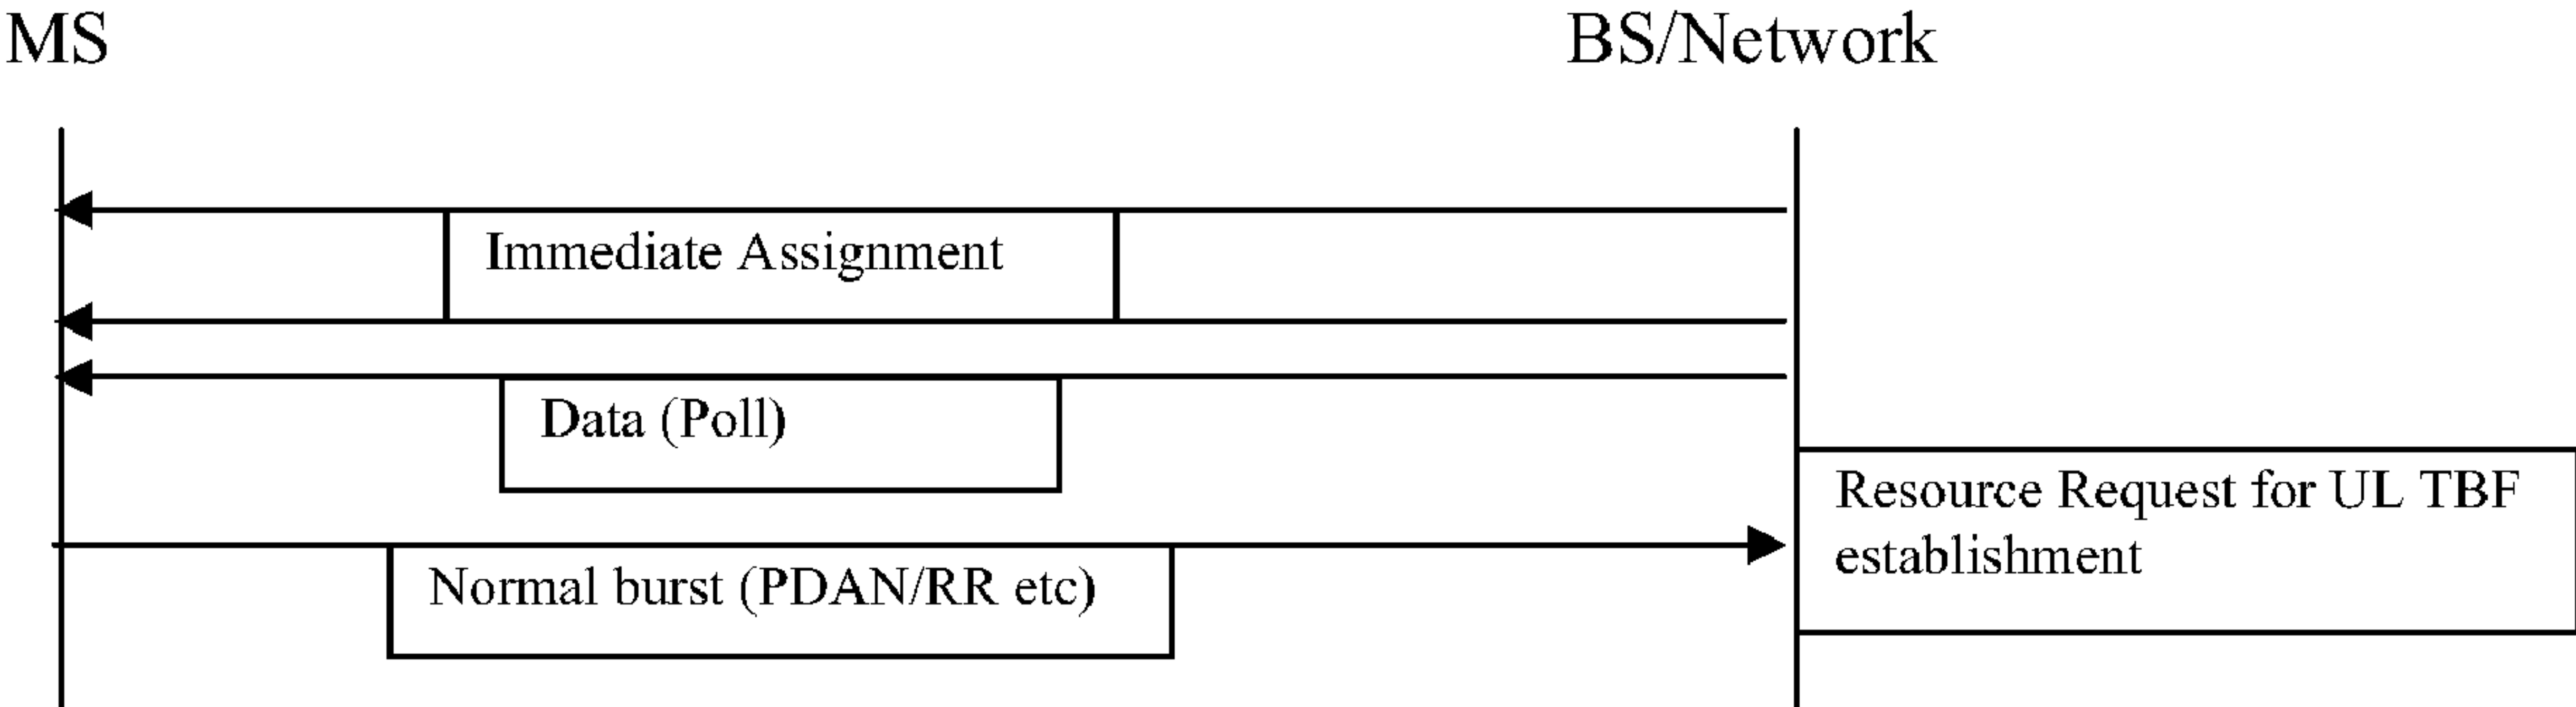 MS
BS/Network
Immediate Assignment
Data (Poll)
Resource Request for UL TBF
establishment
Normal burst (PDAN/RR etc)